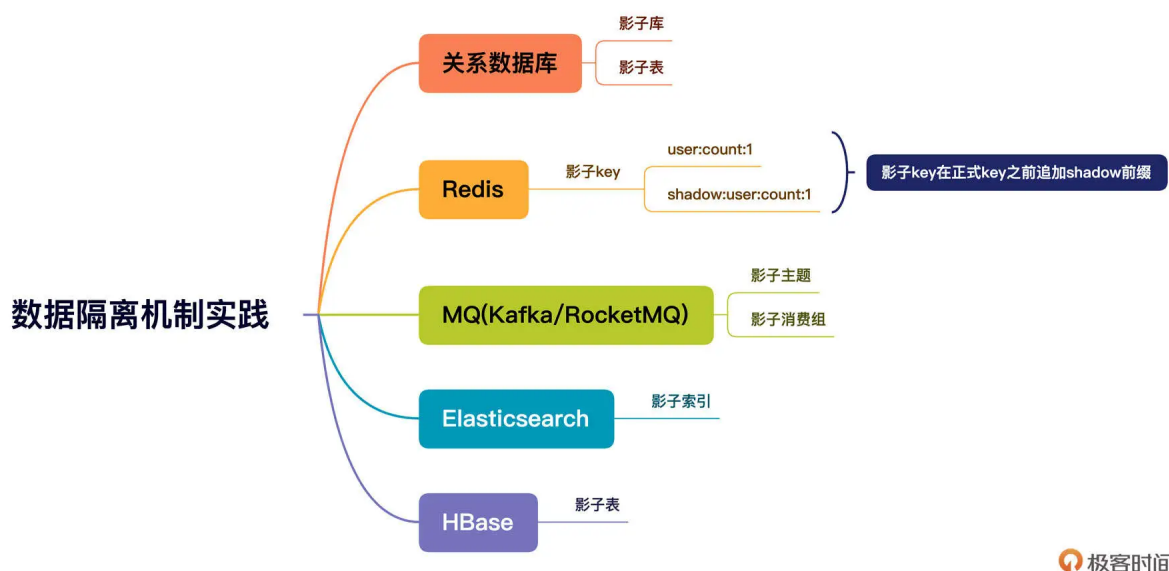 数据隔离机制实践
关系数据库
影子库
影子表
Redis
影子key
user:count:1
shadow:user:count:1
影子key在正式key之前追加shadow前缀
MQ(Kafka/RocketMQ)
影子主题
影子消费组
Elasticsearch
影子索引
HBase
影子表
极客时间